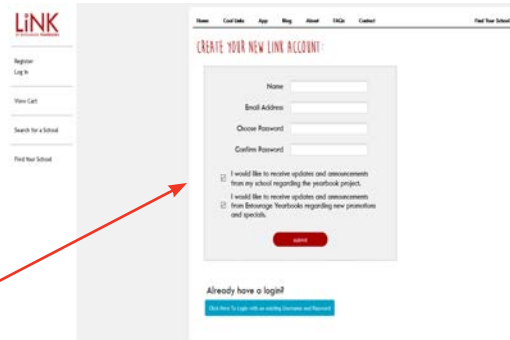 LiNK
BY ENTOURAGE YEARBOOKS
Register
Log In
View Cart
Search for a School
Find Your School
Home Cool Links App Blog About FAQs Contact Find Your School
CREATE YOUR NEW LINK ACCOUNT:
Name
Email Address
Choose Password
Confirm Password
I would like to receive updates and announcements
from my school regarding the yearbook project.
I would like to receive updates and announcements
from Entourage Yearbooks regarding new promotions
and specials.
submit
Already have a login?
Click Here To Login with an existing Username and Password